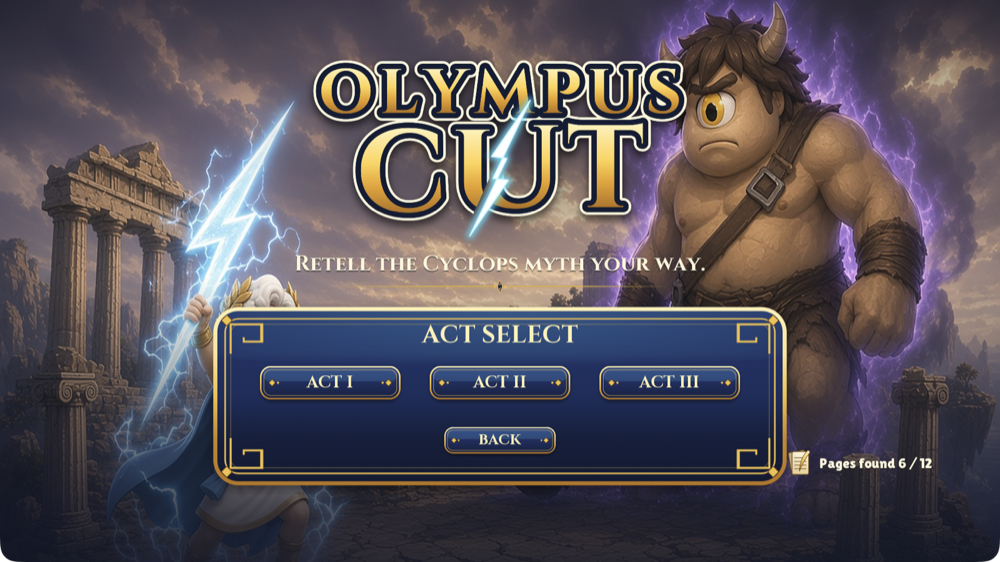 OLYMPUS
CUT
Retell the Cyclops myth your way.
ACT SELECT
ACT I
ACT II
ACT III
BACK
Pages found 6 / 12